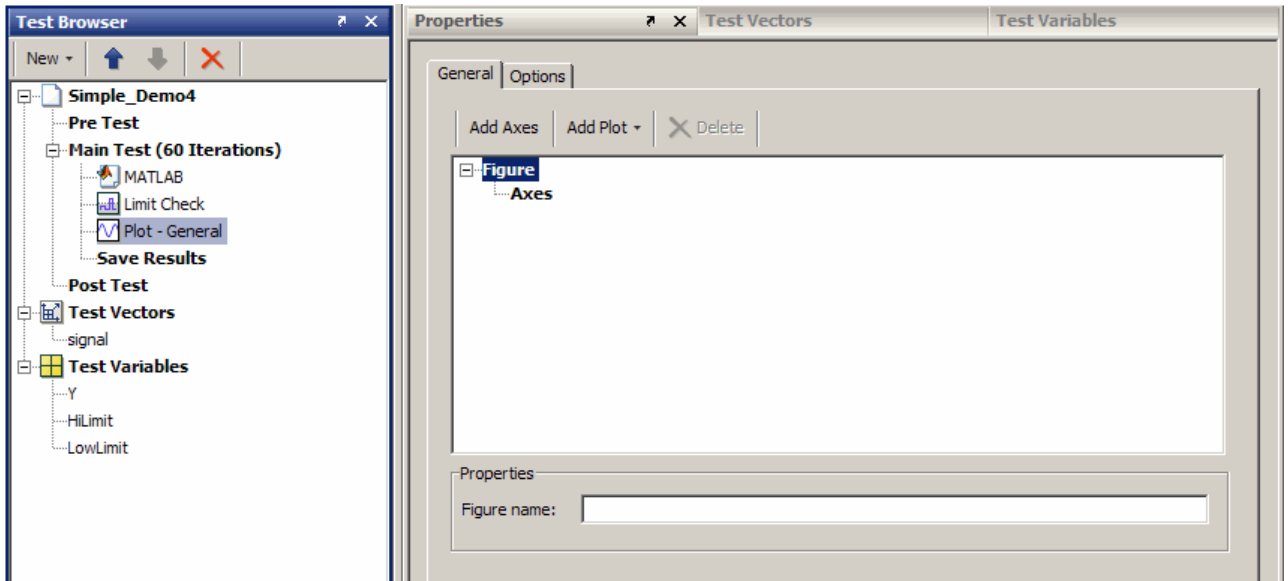 Test Browser
New
Simple_Demo4
Pre Test
Main Test (60 Iterations)
MATLAB
Limit Check
Plot - General
Save Results
Post Test
Test Vectors
signal
Test Variables
Y
HiLimit
LowLimit
Properties Test Vectors Test Variables
General Options
Add Axes Add Plot Delete
Figure
Axes
Properties
Figure name: